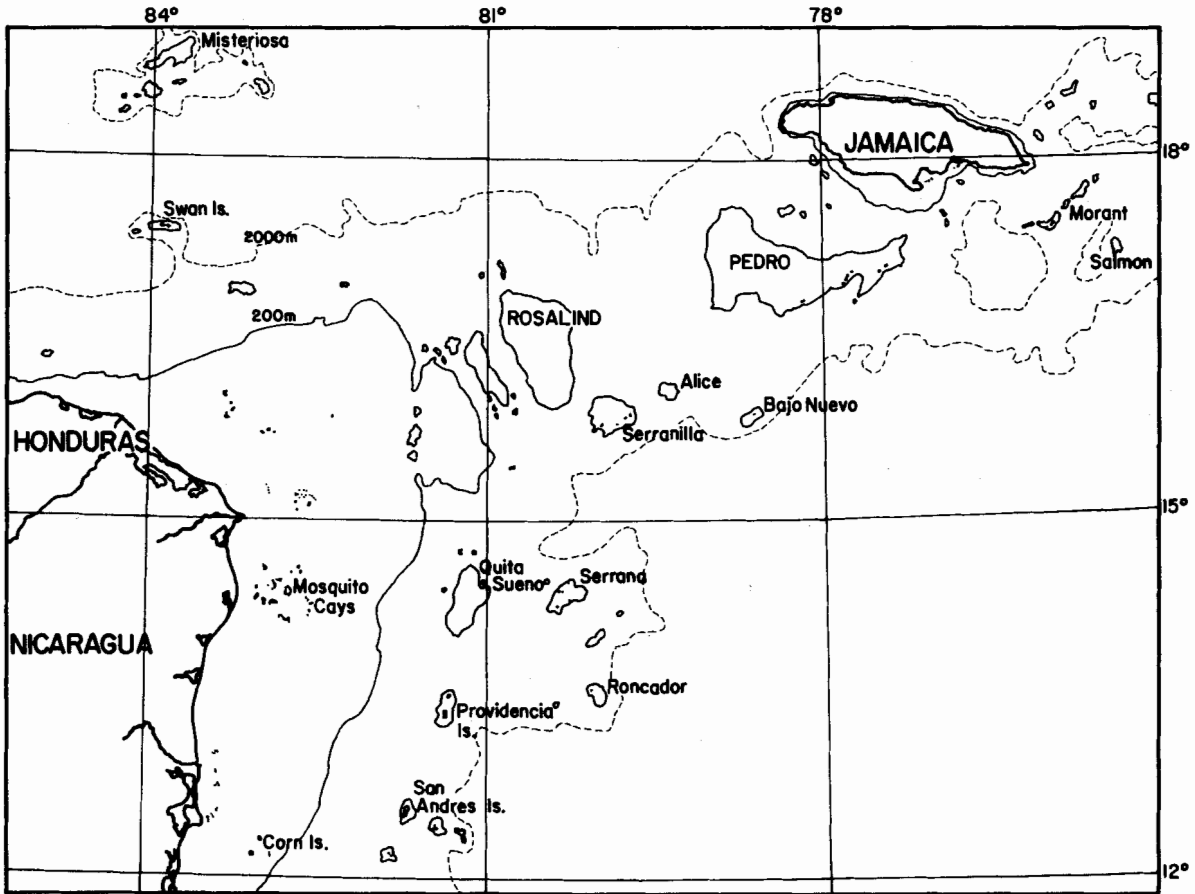 84° 81° 78°
Misteriosa
JAMAICA
18°
Swan Is.
Morant
2000m
PEDRO
Salmon
200m
ROSALIND
Alice
Bajo Nuevo
Serranilla
HONDURAS
15°
Quita
Sueno°
Serrana
Mosquito
Cays
NICARAGUA
Roncador
Providencia°
Is.
San
Andres Is.
Corn Is.
12°